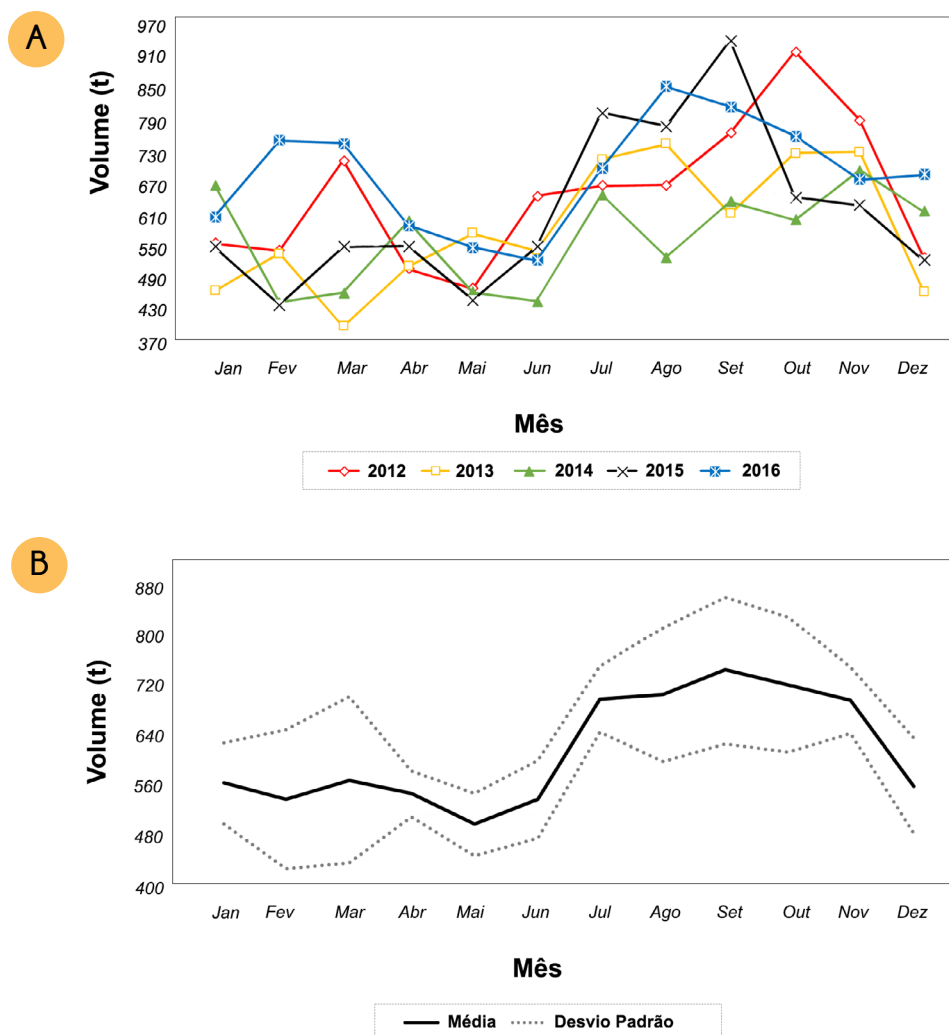 A
Volume (t)
970
910
850
790
730
670
610
550
490
430
370
Jan Fev Mar Abr Mai Jun Jul Ago Set Out Nov Dez
Mês
2012 2013 2014 2015 2016
B
Volume (t)
880
800
720
640
560
480
400
Jan Fev Mar Abr Mai Jun Jul Ago Set Out Nov Dez
Mês
Média Desvio Padrão